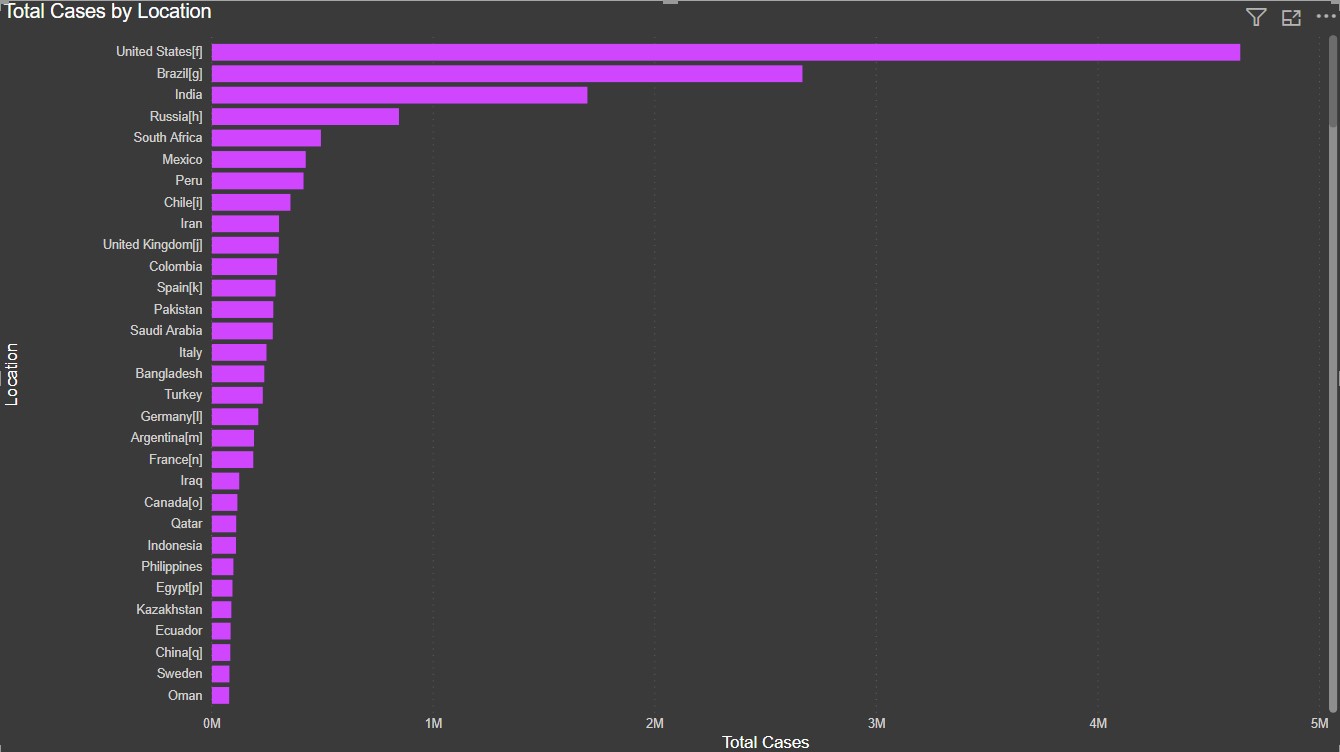 Total Cases by Location
United States[f]
Brazil[g]
India
Russia[h]
South Africa
Mexico
Peru
Chile[i]
Iran
United Kingdom[j]
Colombia
Spain[k]
Pakistan
Saudi Arabia
Italy
Bangladesh
Turkey
Germany[l]
Argentina[m]
France[n]
Iraq
Canada[o]
Qatar
Indonesia
Philippines
Egypt[p]
Kazakhstan
Ecuador
China[q]
Sweden
Oman
Location
0M 1M 2M 3M 4M 5M
Total Cases